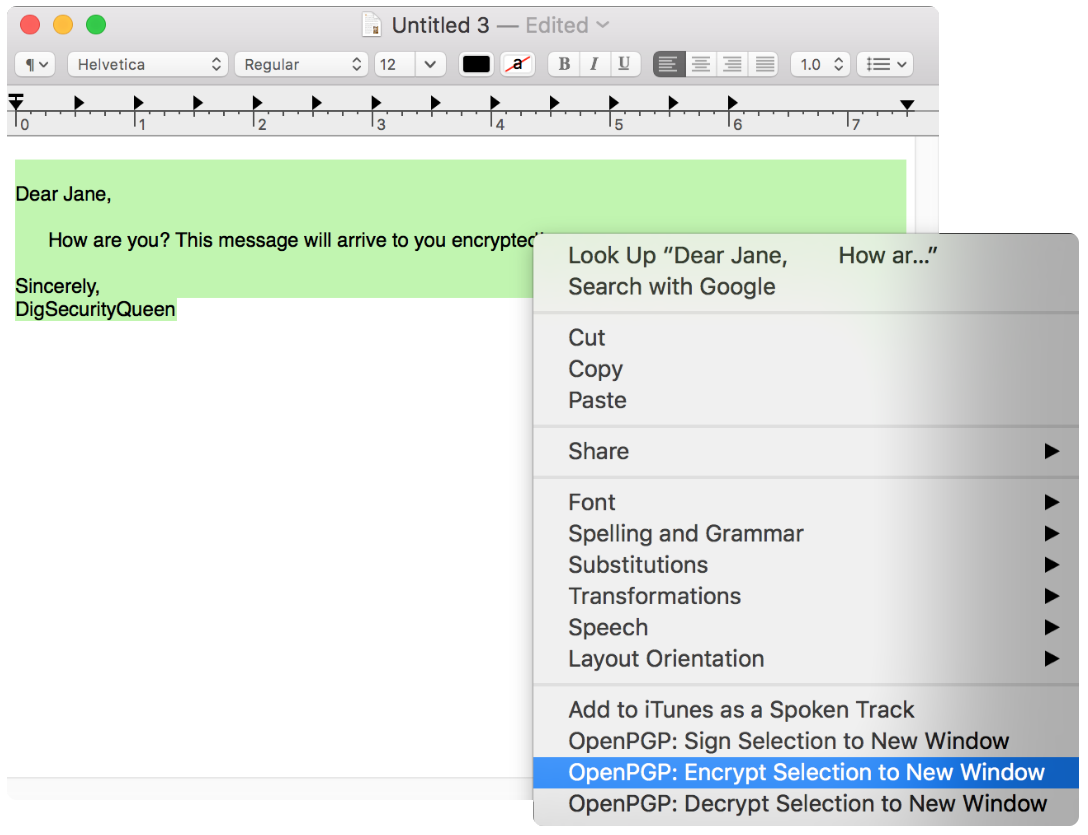 Untitled 3 — Edited
¶ Helvetica Regular 12 a B I U 1.0
0 1 2 3 4 5 6 7
Dear Jane,
How are you? This message will arrive to you encrypted
Sincerely,
DigSecurityQueen
Look Up “Dear Jane, How ar...”
Search with Google
Cut
Copy
Paste
Share
Font
Spelling and Grammar
Substitutions
Transformations
Speech
Layout Orientation
Add to iTunes as a Spoken Track
OpenPGP: Sign Selection to New Window
OpenPGP: Encrypt Selection to New Window
OpenPGP: Decrypt Selection to New Window